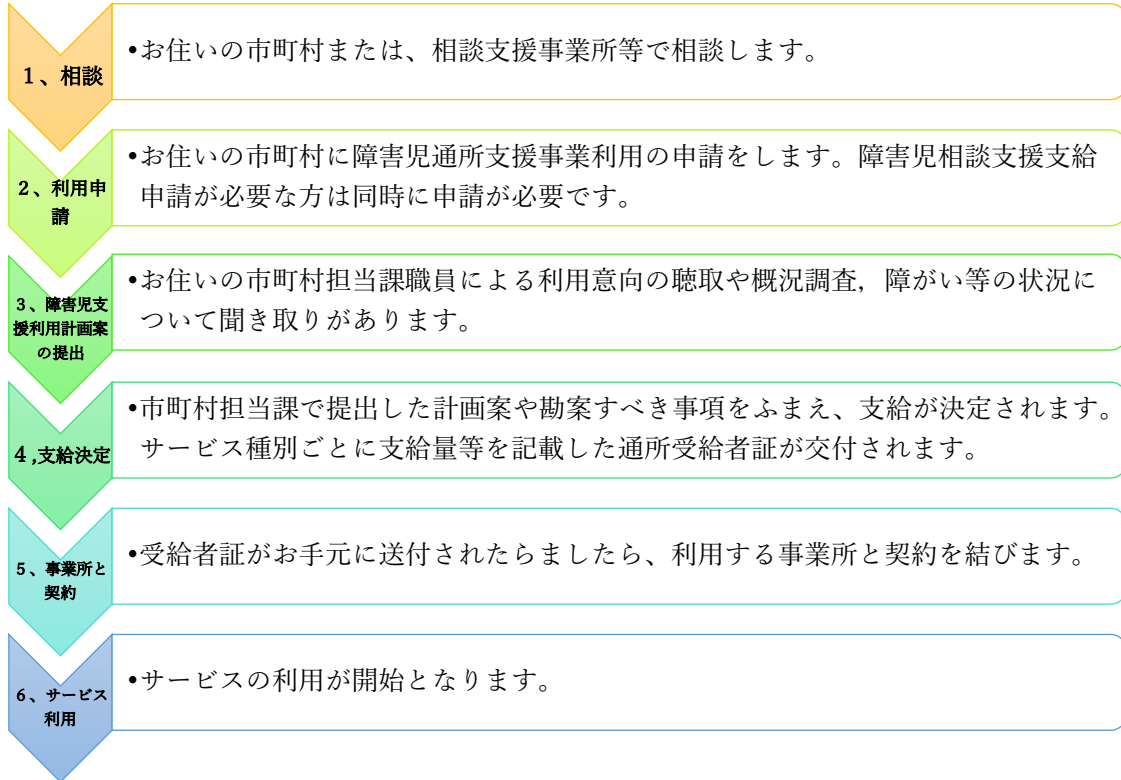 1、相談
•お住いの市町村または、相談支援事業所等で相談します。
2、利用申
請
•お住いの市町村に障害児通所支援事業利用の申請をします。障害児相談支援支給
申請が必要な方は同時に申請が必要です。
3、障害児支
援利用計画案
の提出
•お住いの市町村担当課職員による利用意向の聴取や概況調査，障がい等の状況に
ついて聞き取りがあります。
4,支給決定
•市町村担当課で提出した計画案や勘案すべき事項をふまえ、支給が決定されます。
サービス種別ごとに支給量等を記載した通所受給者証が交付されます。
5、事業所と
契約
•受給者証がお手元に送付されたらましたら、利用する事業所と契約を結びます。
6、サービス
利用
•サービスの利用が開始となります。